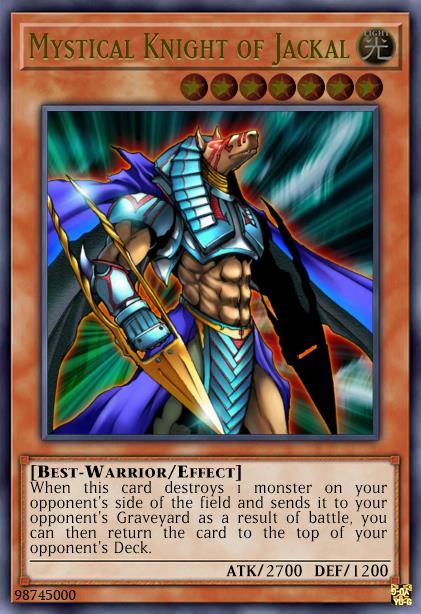 MYSTICAL KNIGHT OF JACKAL
LIGHT
光
[BEST-WARRIOR/EFFECT]
When this card destroys 1 monster on your
opponent's side of the field and sends it to your
opponent's Graveyard as a result of battle, you
can then return the card to the top of your
opponent's Deck.
ATK/2700 DEF/1200
98745000